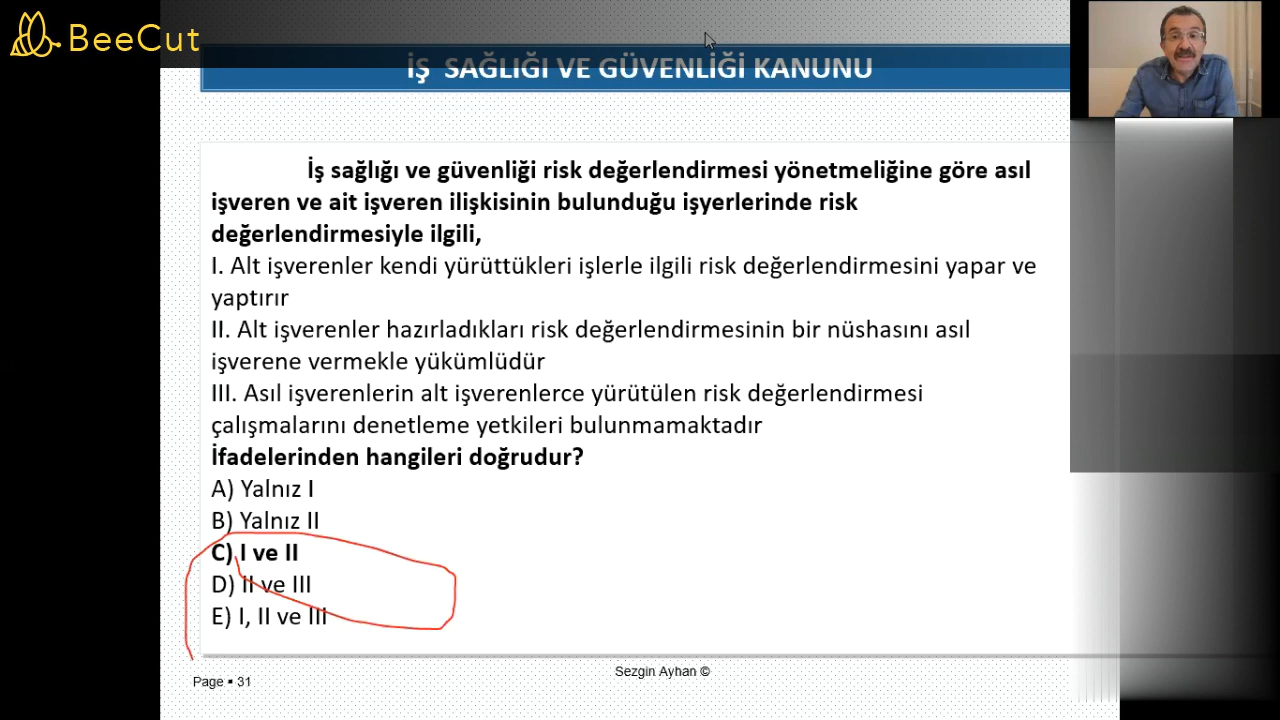 BeeCut
İŞ SAĞLIĞI VE GÜVENLİĞİ KANUNU
İş sağlığı ve güvenliği risk değerlendirmesi yönetmeliğine göre asıl
işveren ve ait işveren ilişkisinin bulunduğu işyerlerinde risk
değerlendirmesiyle ilgili,
I. Alt işverenler kendi yürüttükleri işlerle ilgili risk değerlendirmesini yapar ve
yaptırır
II. Alt işverenler hazırladıkları risk değerlendirmesinin bir nüshasını asıl
işverene vermekle yükümlüdür
III. Asıl işverenlerin alt işverenlerce yürütülen risk değerlendirmesi
çalışmalarını denetleme yetkileri bulunmamaktadır
İfadelerinden hangileri doğrudur?
A) Yalnız I
B) Yalnız II
C) I ve II
D) II ve III
E) I, II ve III
Sezgin Ayhan ©
Page ▪ 31